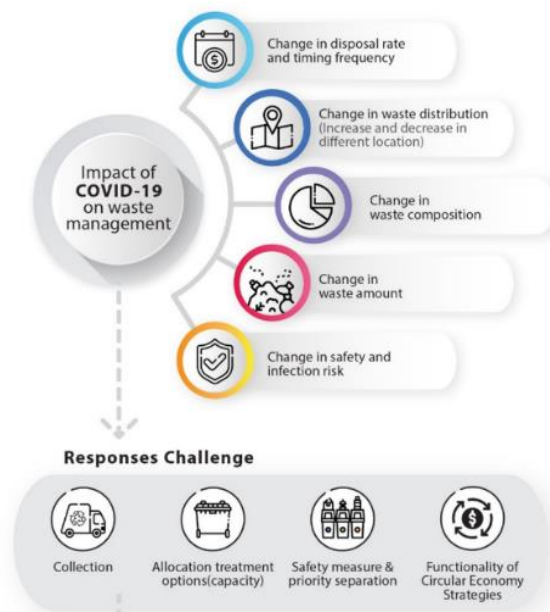 Change in disposal rate
and timing frequency
Change in waste distribution
(Increase and decrease in
different location)
Impact of
COVID-19
on waste
management
Change in
waste composition
Change in
waste amount
Change in safety and
infection risk
Responses Challenge
Collection
Allocation treatment
options(capacity)
Safety measure &
priority separation
Functionality of
Circular Economy
Strategies